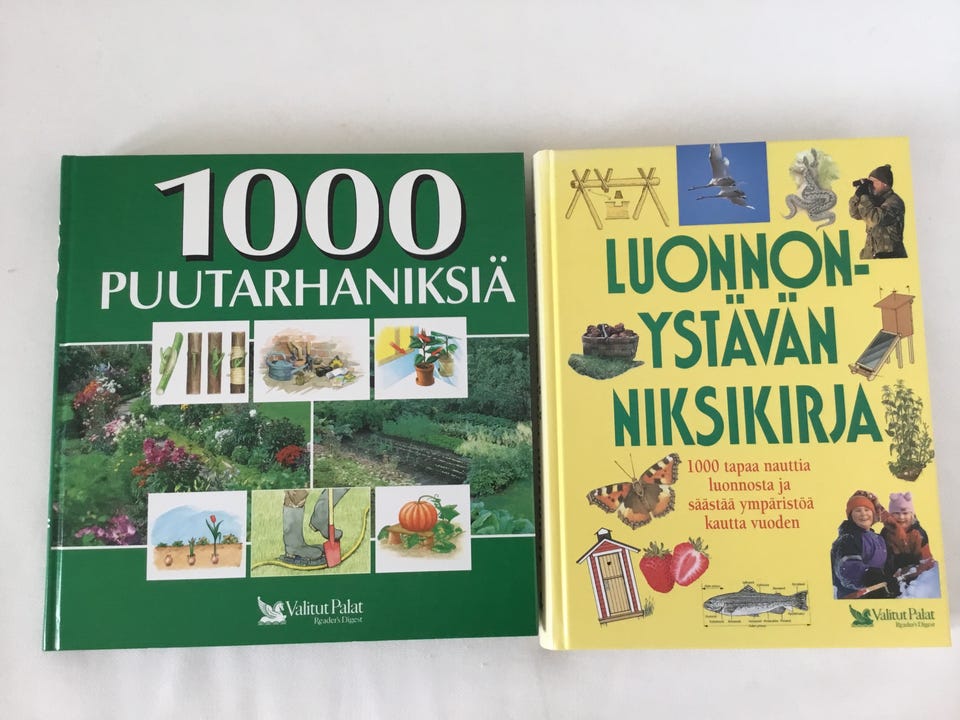 1000
PUUTARHANIKSIÄ
Valitut Palat
Reader's Digest
LUONNON-
YSTÄVÄN
NIKSIKIRJA
1000 tapaa nauttia
luonnosta ja
säästää ympäristöä
kautta vuoden
Valitut Palat
Reader's Digest